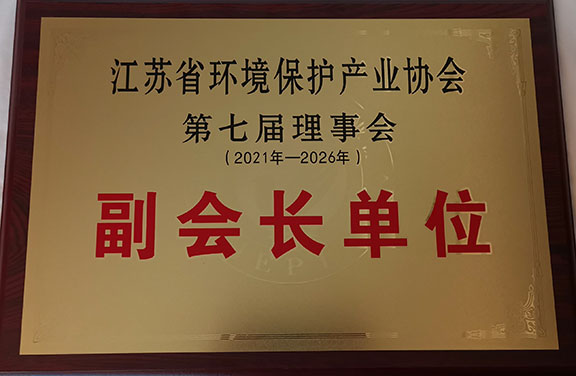 江苏省环境保护产业协会
第七届理事会
（2021年—2026年）
副会长单位